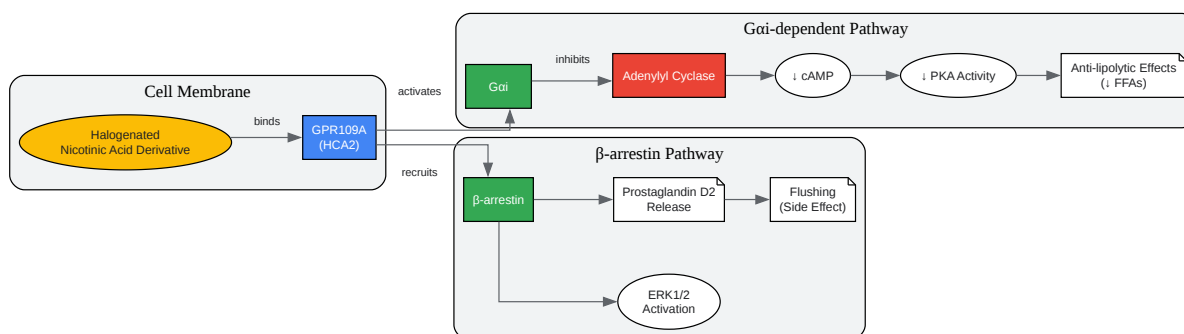 Gαi-dependent Pathway
inhibits
Gαi
Adenylyl Cyclase
↓ cAMP
↓ PKA Activity
Anti-lipolytic Effects
(↓ FFAs)
Cell Membrane
activates
Halogenated
Nicotinic Acid Derivative
binds
GPR109A
(HCA2)
recruits
β-arrestin Pathway
β-arrestin
Prostaglandin D2
Release
Flushing
(Side Effect)
ERK1/2
Activation